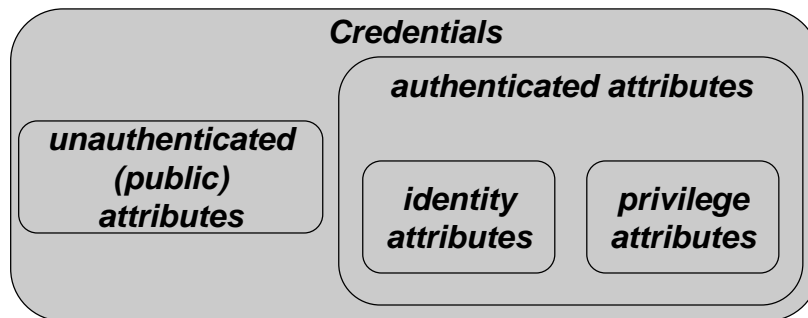 Credentials
authenticated attributes
unauthenticated
(public)
attributes
identity
attributes
privilege
attributes